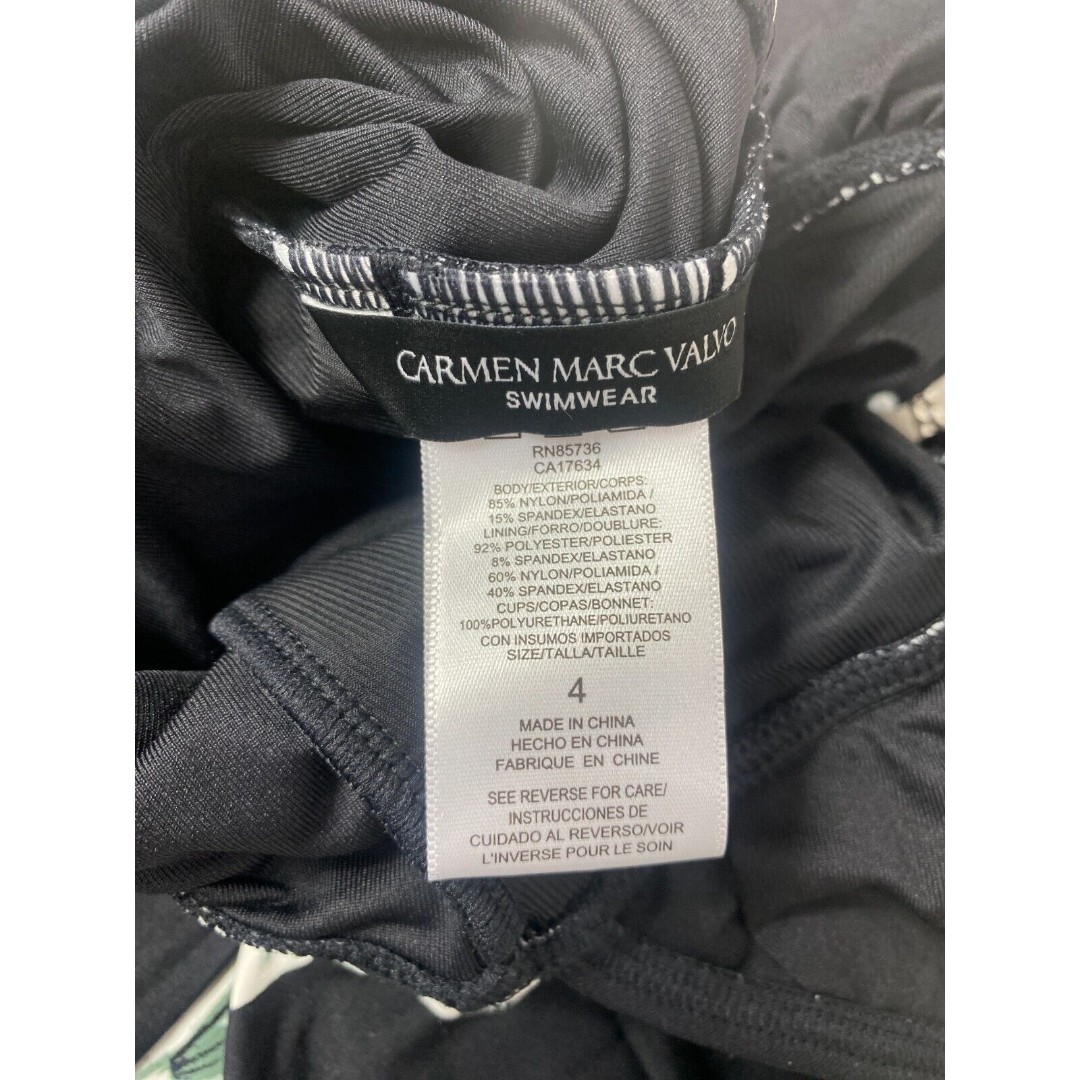 CARMEN MARC VALVO
SWIMWEAR
RN85736
CA17634
BODY/EXTERIOR/CORPS:
85% NYLON/POLIAMIDA /
15% SPANDEX/ELASTANO
LINING/FORRO/DOUBLURE:
92% POLYESTER/POLIESTER
8% SPANDEX/ELASTANO
60% NYLON/POLIAMIDA /
40% SPANDEX/ELASTANO
CUPS/COPAS/BONNET:
100%POLYURETHANE/POLIURETANO
CON INSUMOS IMPORTADOS
SIZE/TALLA/TAILLE
4
MADE IN CHINA
HECHO EN CHINA
FABRIQUE EN CHINE
SEE REVERSE FOR CARE/
INSTRUCCIONES DE
CUIDADO AL REVERSO/VOIR
L'INVERSE POUR LE SOIN